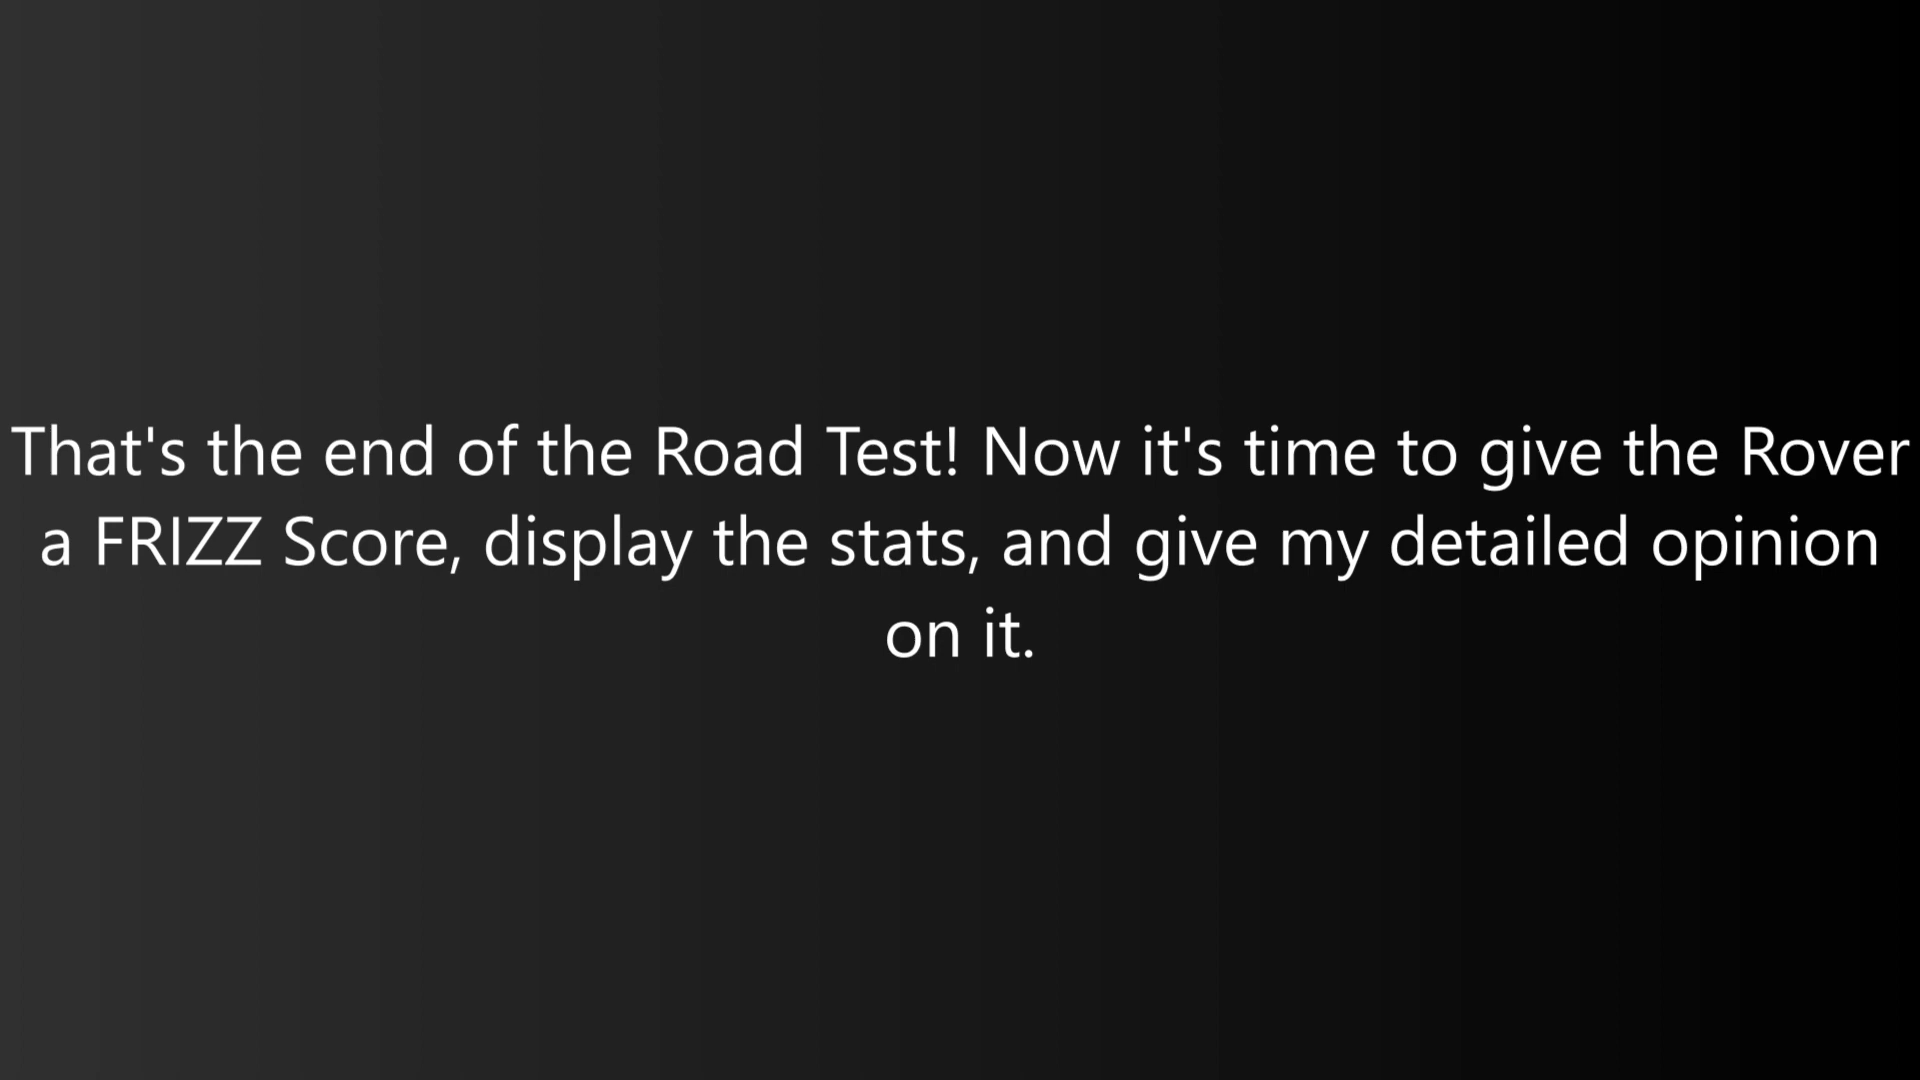 That's the end of the Road Test! Now it's time to give the Rover
a FRIZZ Score, display the stats, and give my detailed opinion
on it.